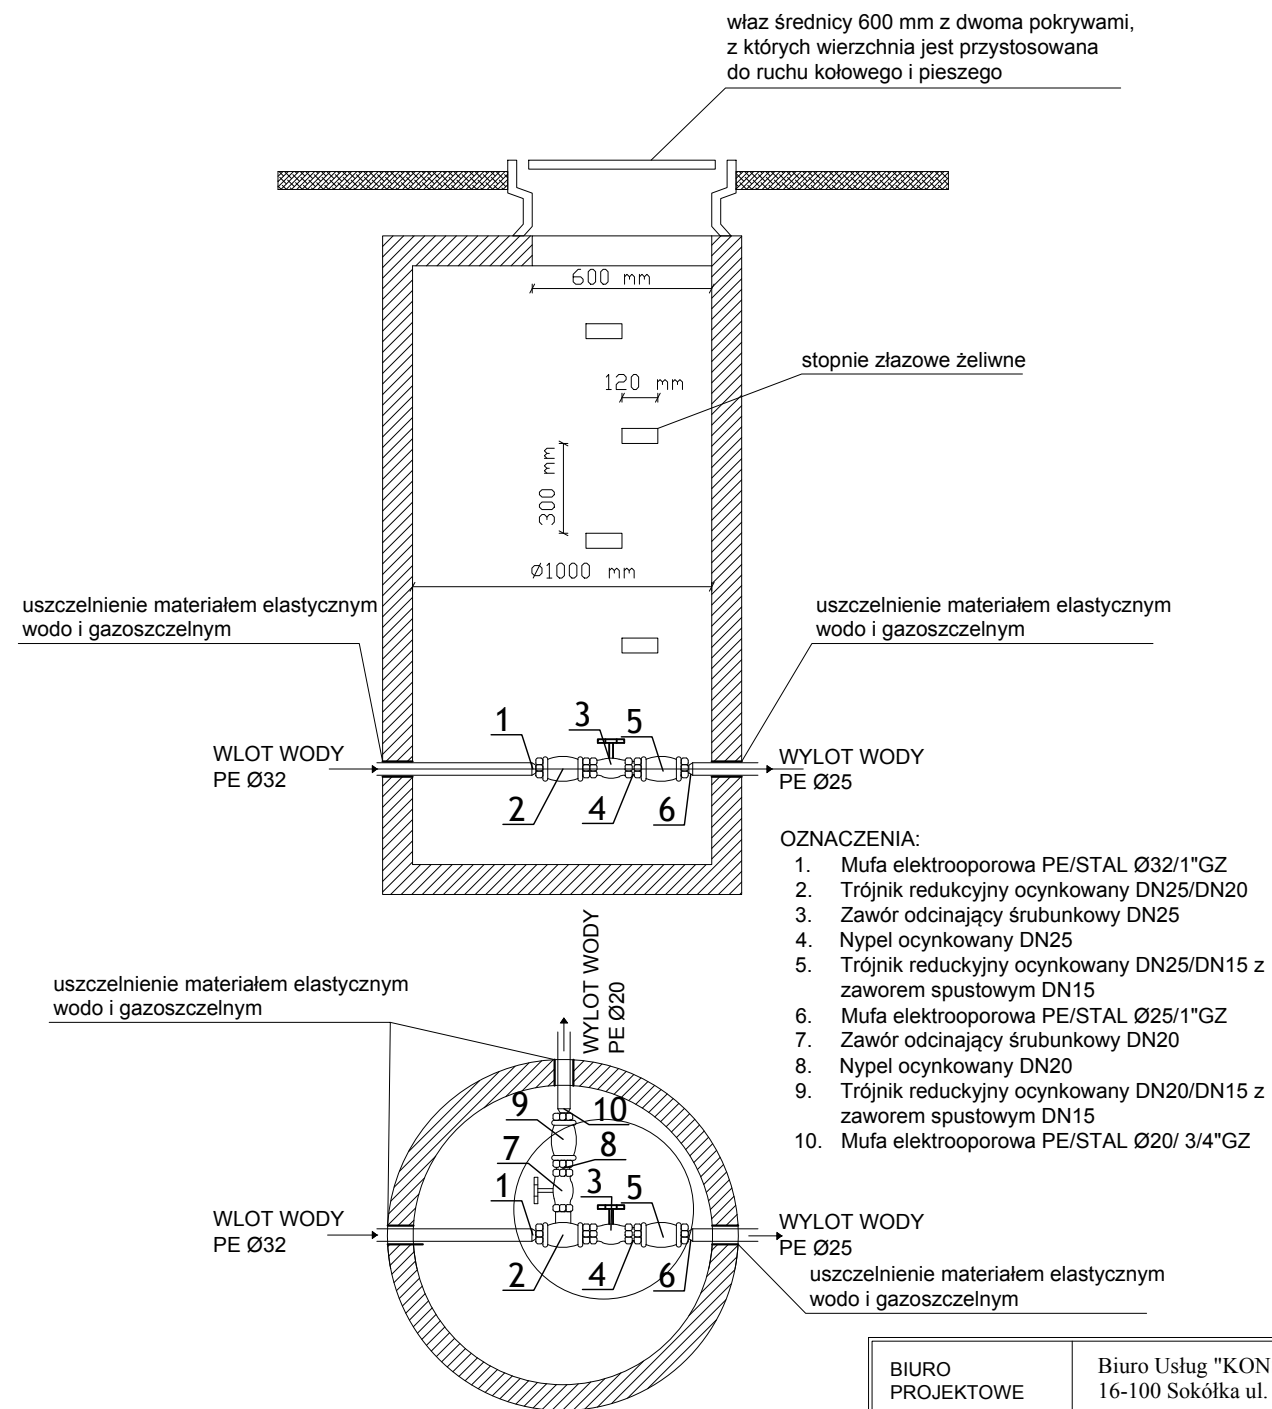 właz średnicy 600 mm z dwoma pokrywami,
z których wierzchnia jest przystosowana
do ruchu kołowego i pieszego
600 mm
stopnie złazowe żeliwne
120 mm
300 mm
Ø1000 mm
uszczelnienie materiałem elastycznym
wodo i gazoszczelnym
uszczelnienie materiałem elastycznym
wodo i gazoszczelnym
1
3
5
WLOT WODY
PE Ø32
WYLOT WODY
PE Ø25
2
4
6
OZNACZENIA:
1. Mufa elektrooporowa PE/STAL Ø32/1"GZ
2. Trójnik redukcyjny ocynkowany DN25/DN20
3. Zawór odcinający śrubunkowy DN25
4. Nypel ocynkowany DN25
5. Trójnik reduckyjny ocynkowany DN25/DN15 z
zaworem spustowym DN15
6. Mufa elektrooporowa PE/STAL Ø25/1"GZ
7. Zawór odcinający śrubunkowy DN20
8. Nypel ocynkowany DN20
9. Trójnik reduckyjny ocynkowany DN20/DN15 z
zaworem spustowym DN15
10. Mufa elektrooporowa PE/STAL Ø20/ 3/4"GZ
WYLOT WODY
PE Ø20
uszczelnienie materiałem elastycznym
wodo i gazoszczelnym
9
10
7
8
1
3
5
WLOT WODY
PE Ø32
WYLOT WODY
PE Ø25
2
4
6
uszczelnienie materiałem elastycznym
wodo i gazoszczelnym
BIURO
PROJEKTOWE
Biuro Usług "KON
16-100 Sokółka ul.